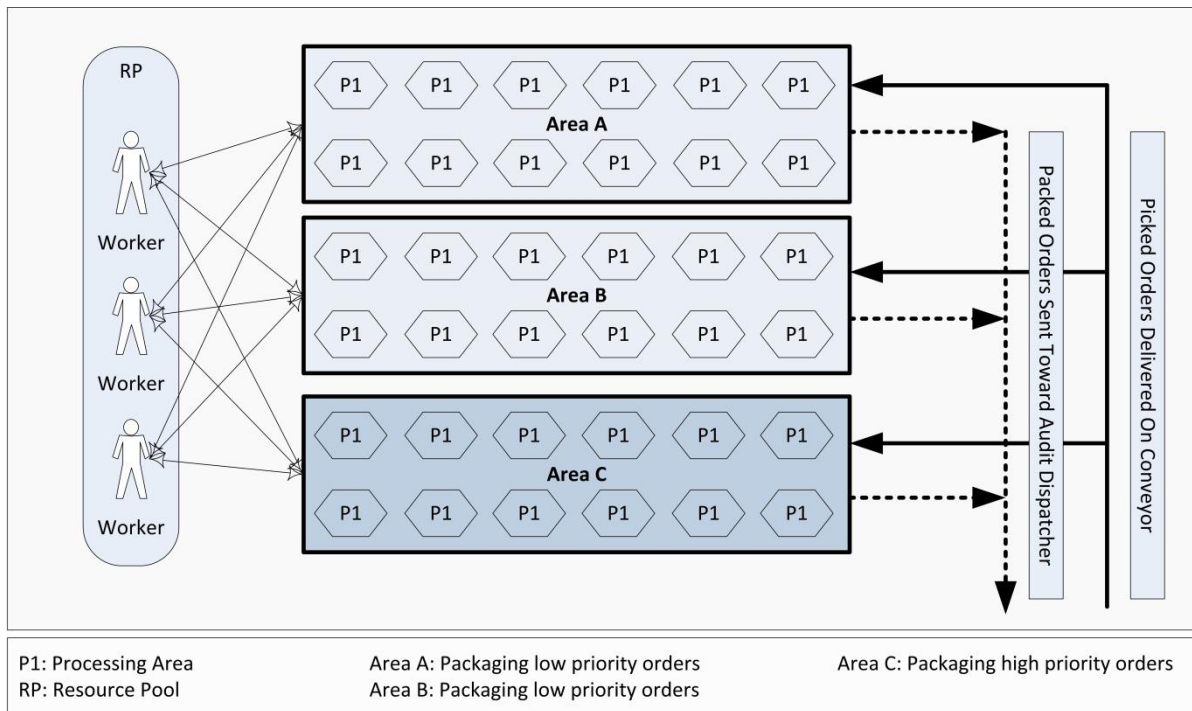 RP
Worker
Worker
Worker
P1 P1 P1 P1 P1 P1
Area A
P1 P1 P1 P1 P1 P1
P1 P1 P1 P1 P1 P1
Area B
P1 P1 P1 P1 P1 P1
P1 P1 P1 P1 P1 P1
Area C
P1 P1 P1 P1 P1 P1
Packed Orders Sent Toward Audit Dispatcher
Picked Orders Delivered On Conveyor
P1: Processing Area
RP: Resource Pool
Area A: Packaging low priority orders
Area B: Packaging low priority orders
Area C: Packaging high priority orders